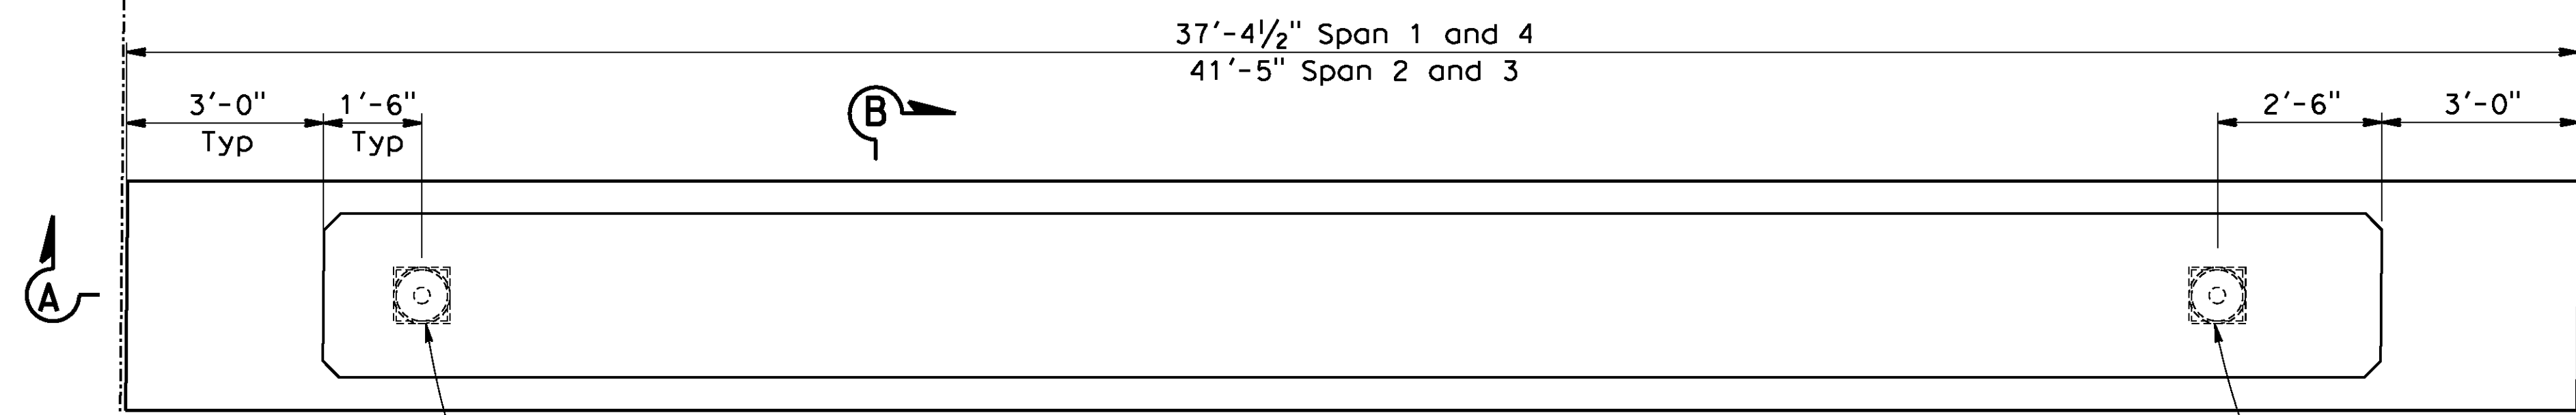 37'-4½" Span 1 and 4
41'-5" Span 2 and 3
3'-0" 1'-6" B 2'-6" 3'-0"
Typ Typ
A